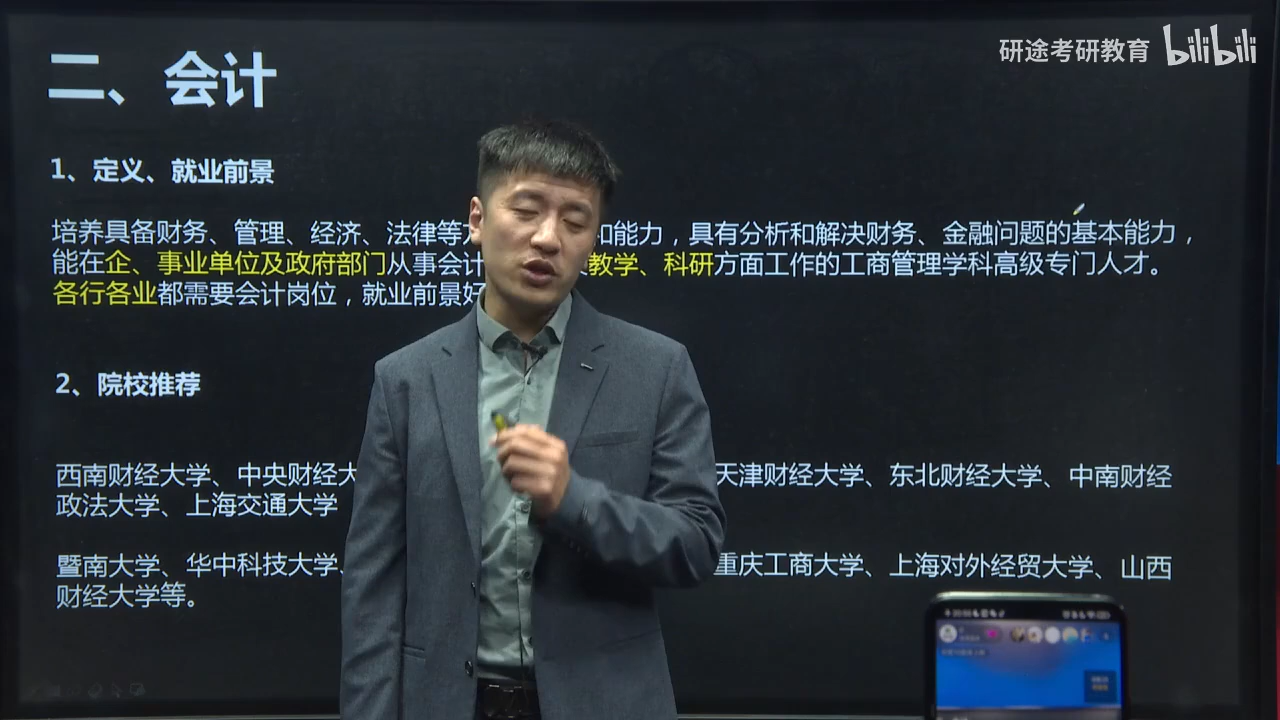 研途考研教育 bilibili
二、会计
1、定义、就业前景
培养具备财务、管理、经济、法律等 和能力，具有分析和解决财务、金融问题的基本能力，
能在企、事业单位及政府部门从事会计 教学、科研方面工作的工商管理学科高级专门人才。
各行各业都需要会计岗位，就业前景好
2、院校推荐
西南财经大学、中央财经大 天津财经大学、东北财经大学、中南财经
政法大学、上海交通大学
暨南大学、华中科技大学、 重庆工商大学、上海对外经贸大学、山西
财经大学等。